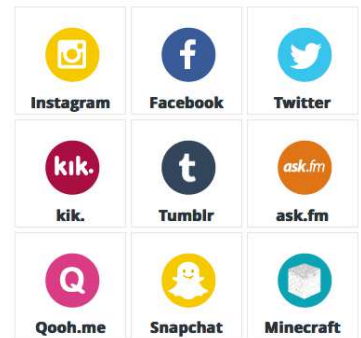 Instagram
Facebook
Twitter
kik.
ask.fm
kik.
Tumblr
ask.fm
Q
Qooh.me
Snapchat
Minecraft